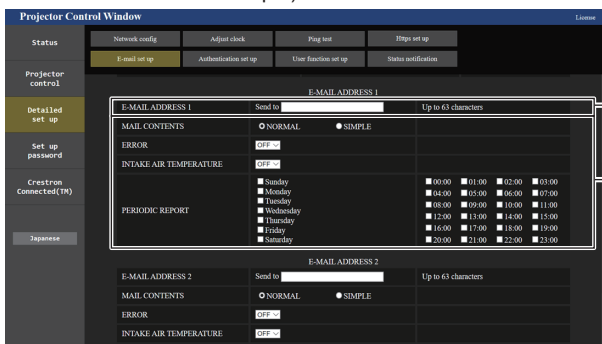 Projector Control Window License
Status Network config Adjust clock Ping test Https set up
E-mail set up Authentication set up User function set up Status notification
Projector
control
E-MAIL ADDRESS 1
Detailed
set up
E-MAIL ADDRESS 1 Send to Up to 63 characters
MAIL CONTENTS NORMAL SIMPLE
Set up
password
ERROR OFF
INTAKE AIR TEMPERATURE OFF
Crestron
Connected(TM)
PERIODIC REPORT
Sunday 00:00 01:00 02:00 03:00
Monday 04:00 05:00 06:00 07:00
Tuesday
Wednesday 08:00 09:00 10:00 11:00
Thursday 12:00 13:00 14:00 15:00
Friday 16:00 17:00 18:00 19:00
Saturday 20:00 21:00 22:00 23:00
Japanese
E-MAIL ADDRESS 2
E-MAIL ADDRESS 2 Send to Up to 63 characters
MAIL CONTENTS NORMAL SIMPLE
ERROR OFF
INTAKE AIR TEMPERATURE OFF